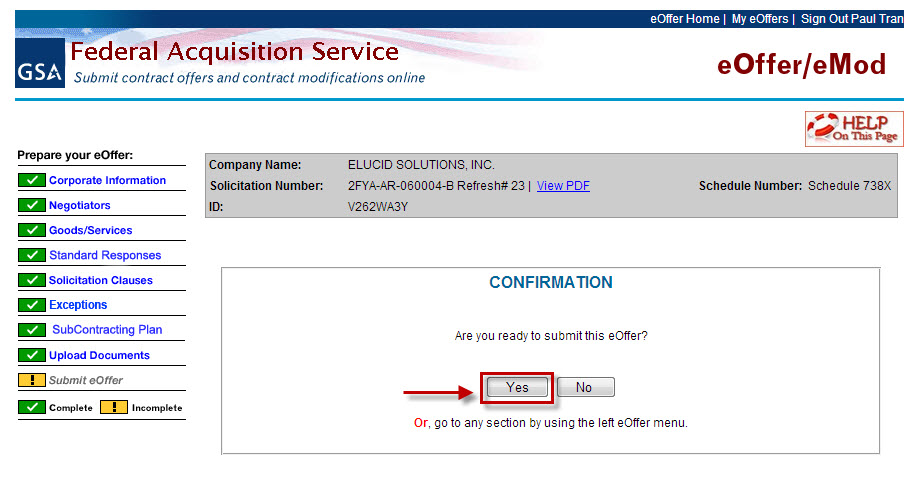 eOffer Home | My eOffers | Sign Out Paul Tran
GSA
Federal Acquisition Service
Submit contract offers and contract modifications online
eOffer/eMod
HELP
On This Page
Prepare your eOffer:
Corporate Information
Negotiators
Goods/Services
Standard Responses
Solicitation Clauses
Exceptions
SubContracting Plan
Upload Documents
Submit eOffer
Complete Incomplete
Company Name: ELUCID SOLUTIONS, INC.
Solicitation Number: 2FYA-AR-060004-B Refresh# 23 | View PDF Schedule Number: Schedule 738X
ID: V262WA3Y
CONFIRMATION
Are you ready to submit this eOffer?
Yes No
Or, go to any section by using the left eOffer menu.